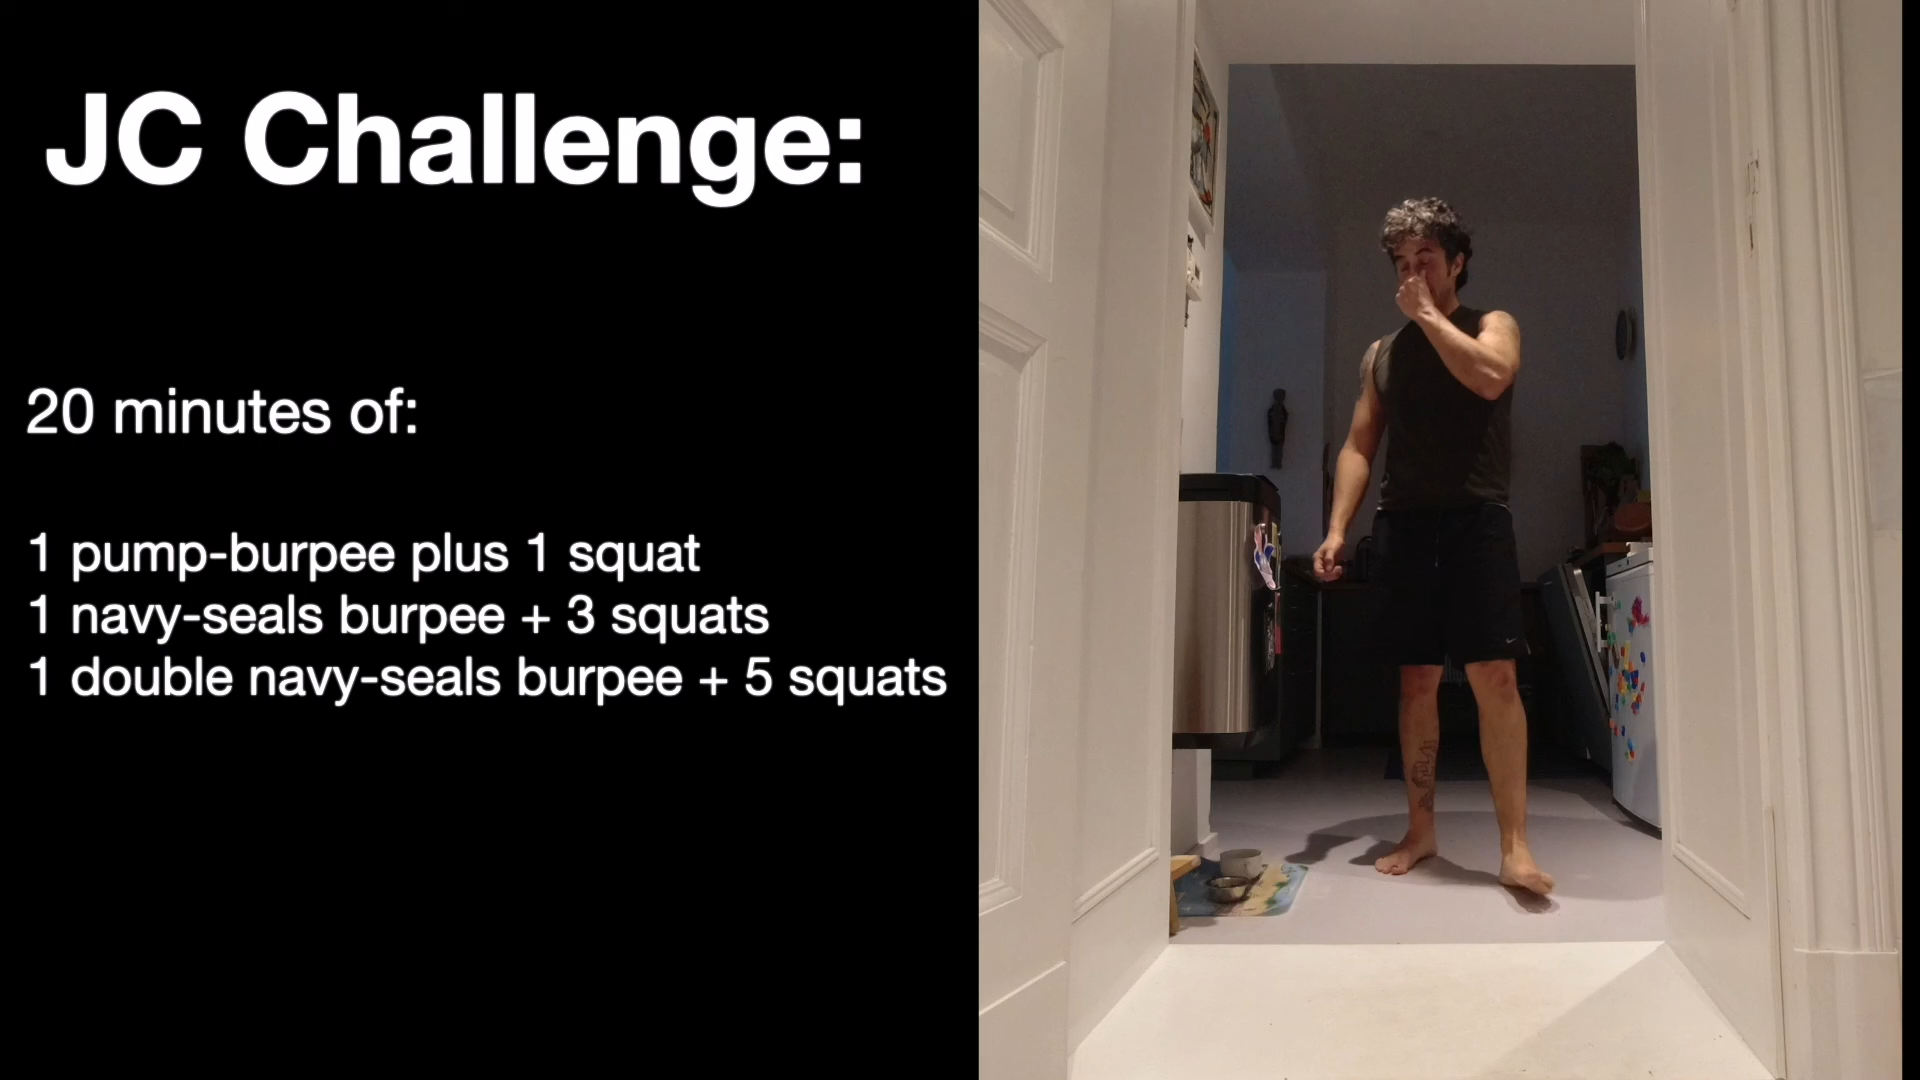 JC Challenge:
20 minutes of:
1 pump-burpee plus 1 squat
1 navy-seals burpee + 3 squats
1 double navy-seals burpee + 5 squats